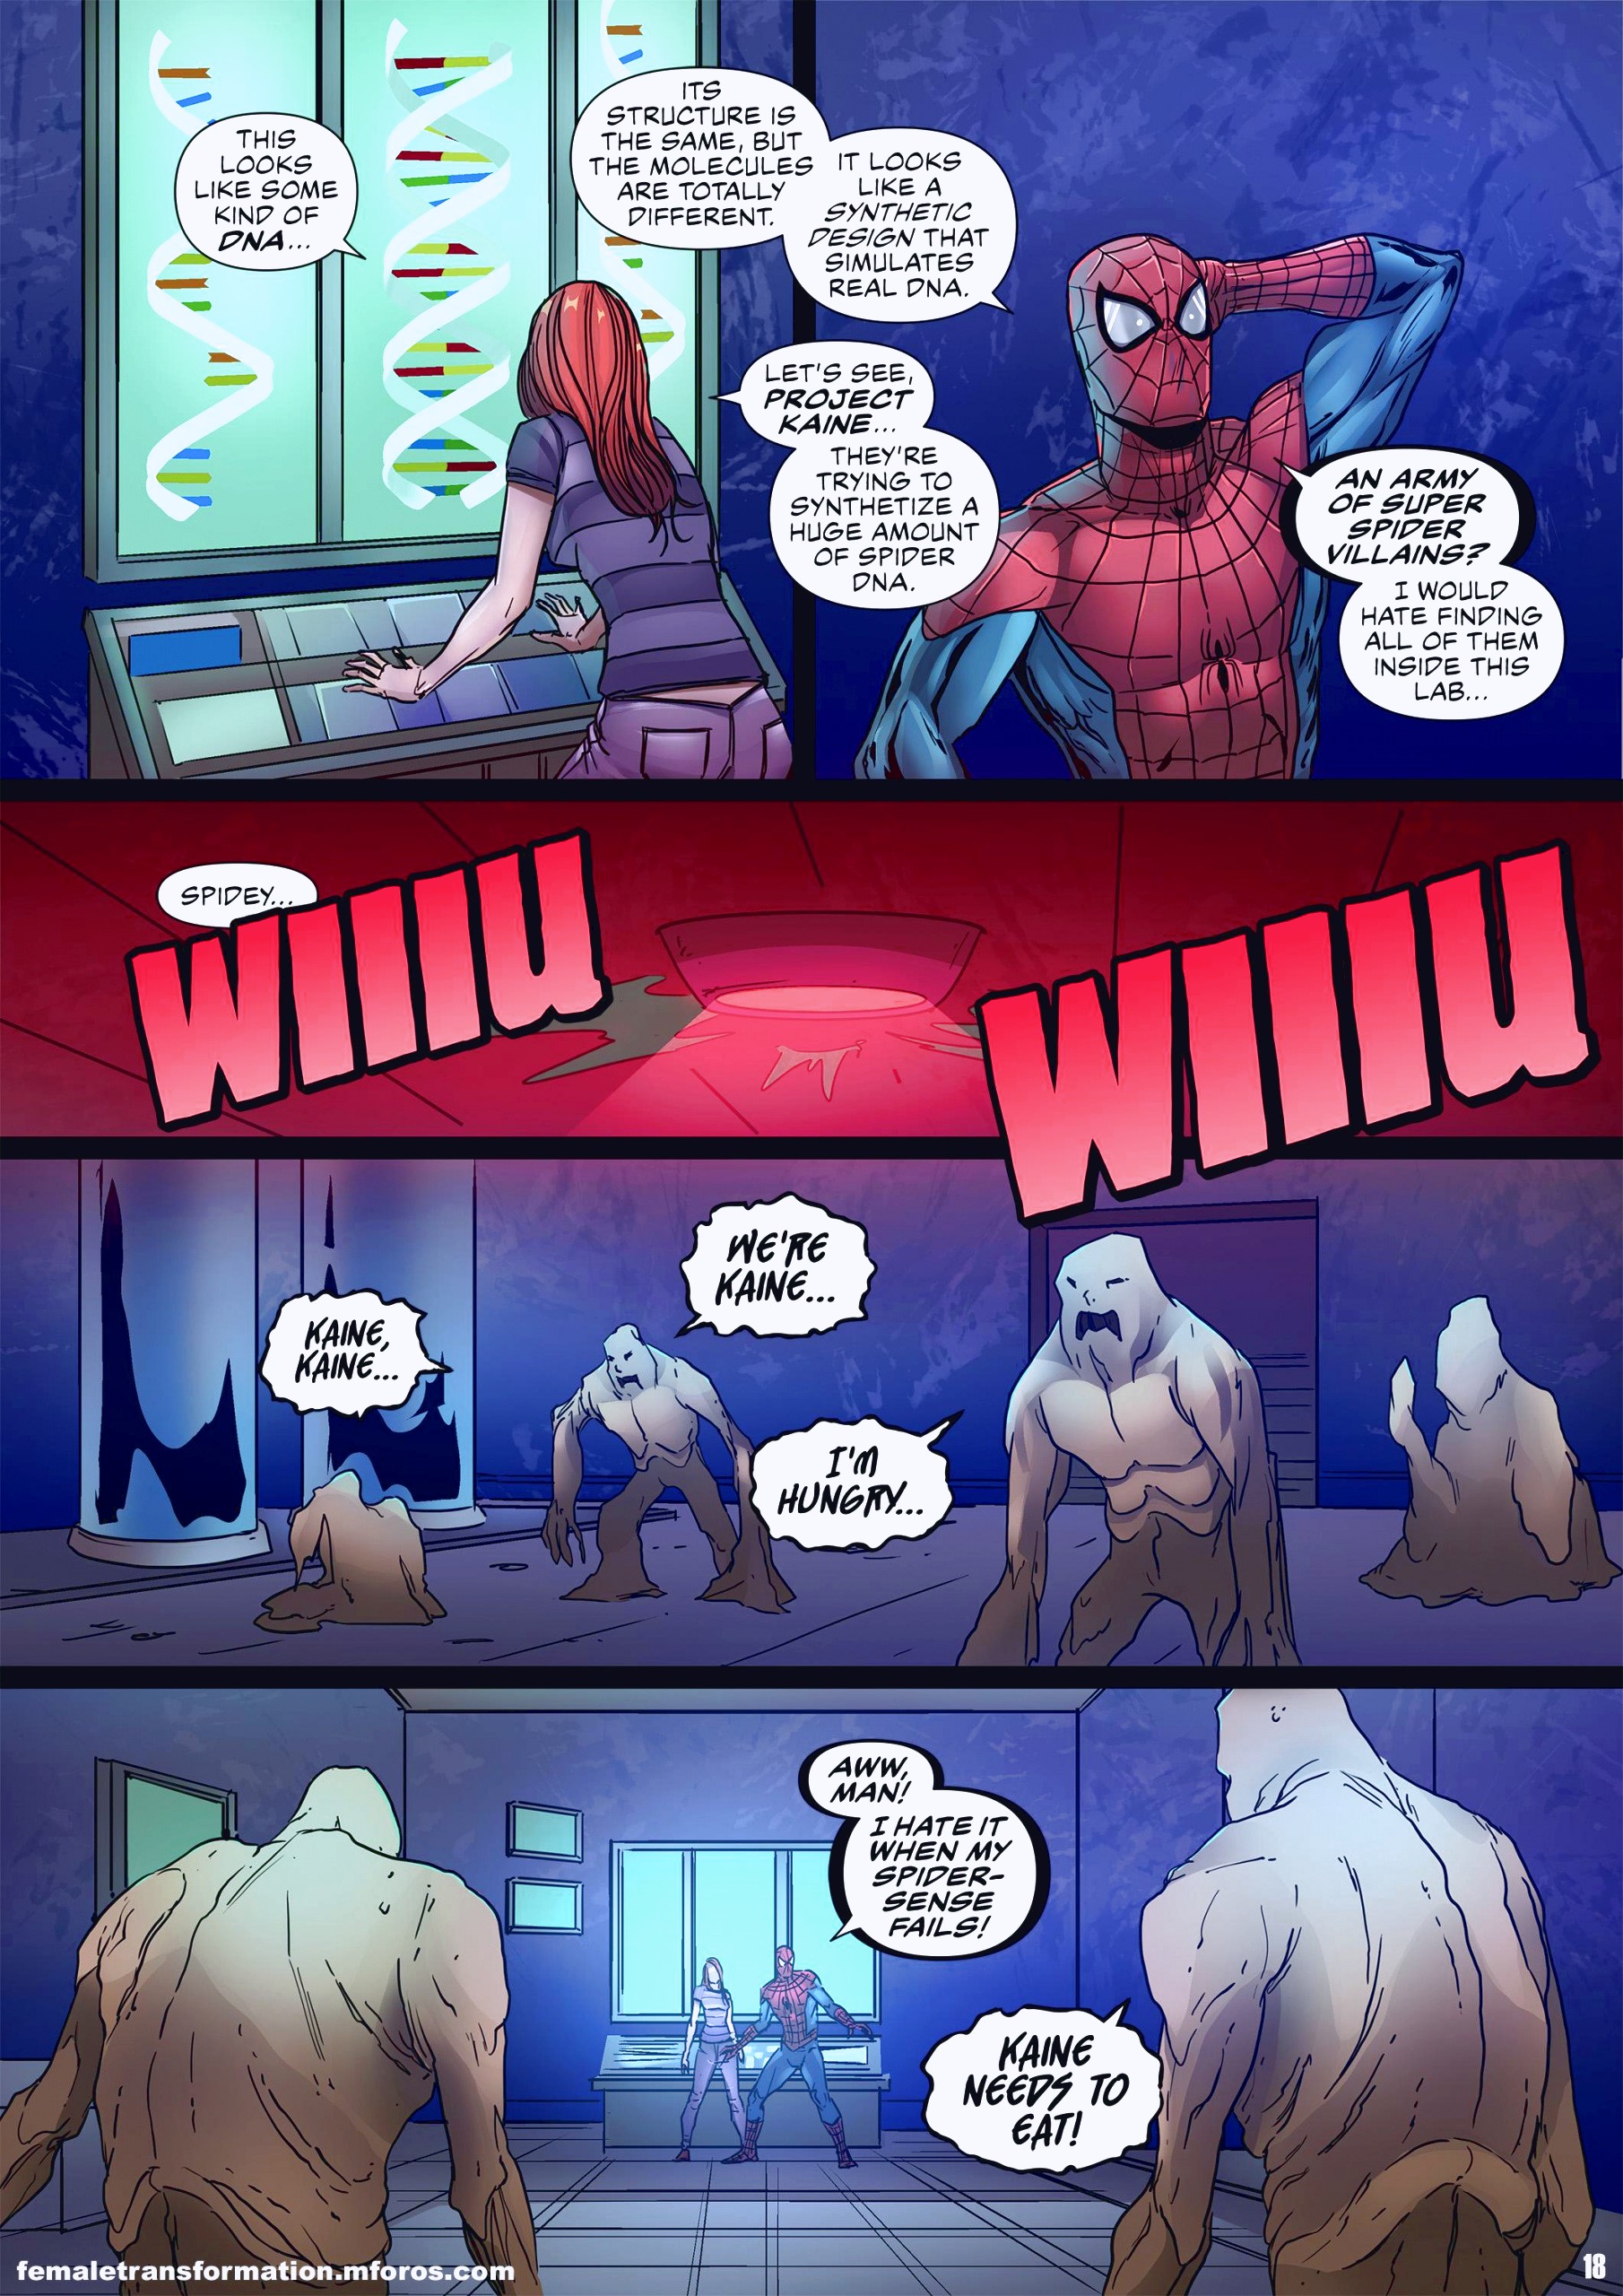 THIS
LOOKS
LIKE SOME
KIND OF
DNA...
ITS
STRUCTURE IS
THE SAME, BUT
THE MOLECULES
ARE TOTALLY
DIFFERENT.
IT LOOKS
LIKE A
SYNTHETIC
DESIGN THAT
SIMULATES
REAL DNA.
LET'S SEE,
PROJECT
KAINE...
THEY'RE
TRYING TO
SYNTHETIZE A
HUGE AMOUNT
OF SPIDER
DNA.
AN ARMY
OF SUPER
SPIDER
VILLAINS?
I WOULD
HATE FINDING
ALL OF THEM
INSIDE THIS
LAB...
SPIDEY...
WIIIU
WIIIU
KAINE,
KAINE...
WE'RE
KAINE...
I'M
HUNGRY...
AWW,
MAN!
I HATE IT
WHEN MY
SPIDER-
SENSE
FAILS!
KAINE
NEEDS TO
EAT!
femaletransformation.mforos.com
18